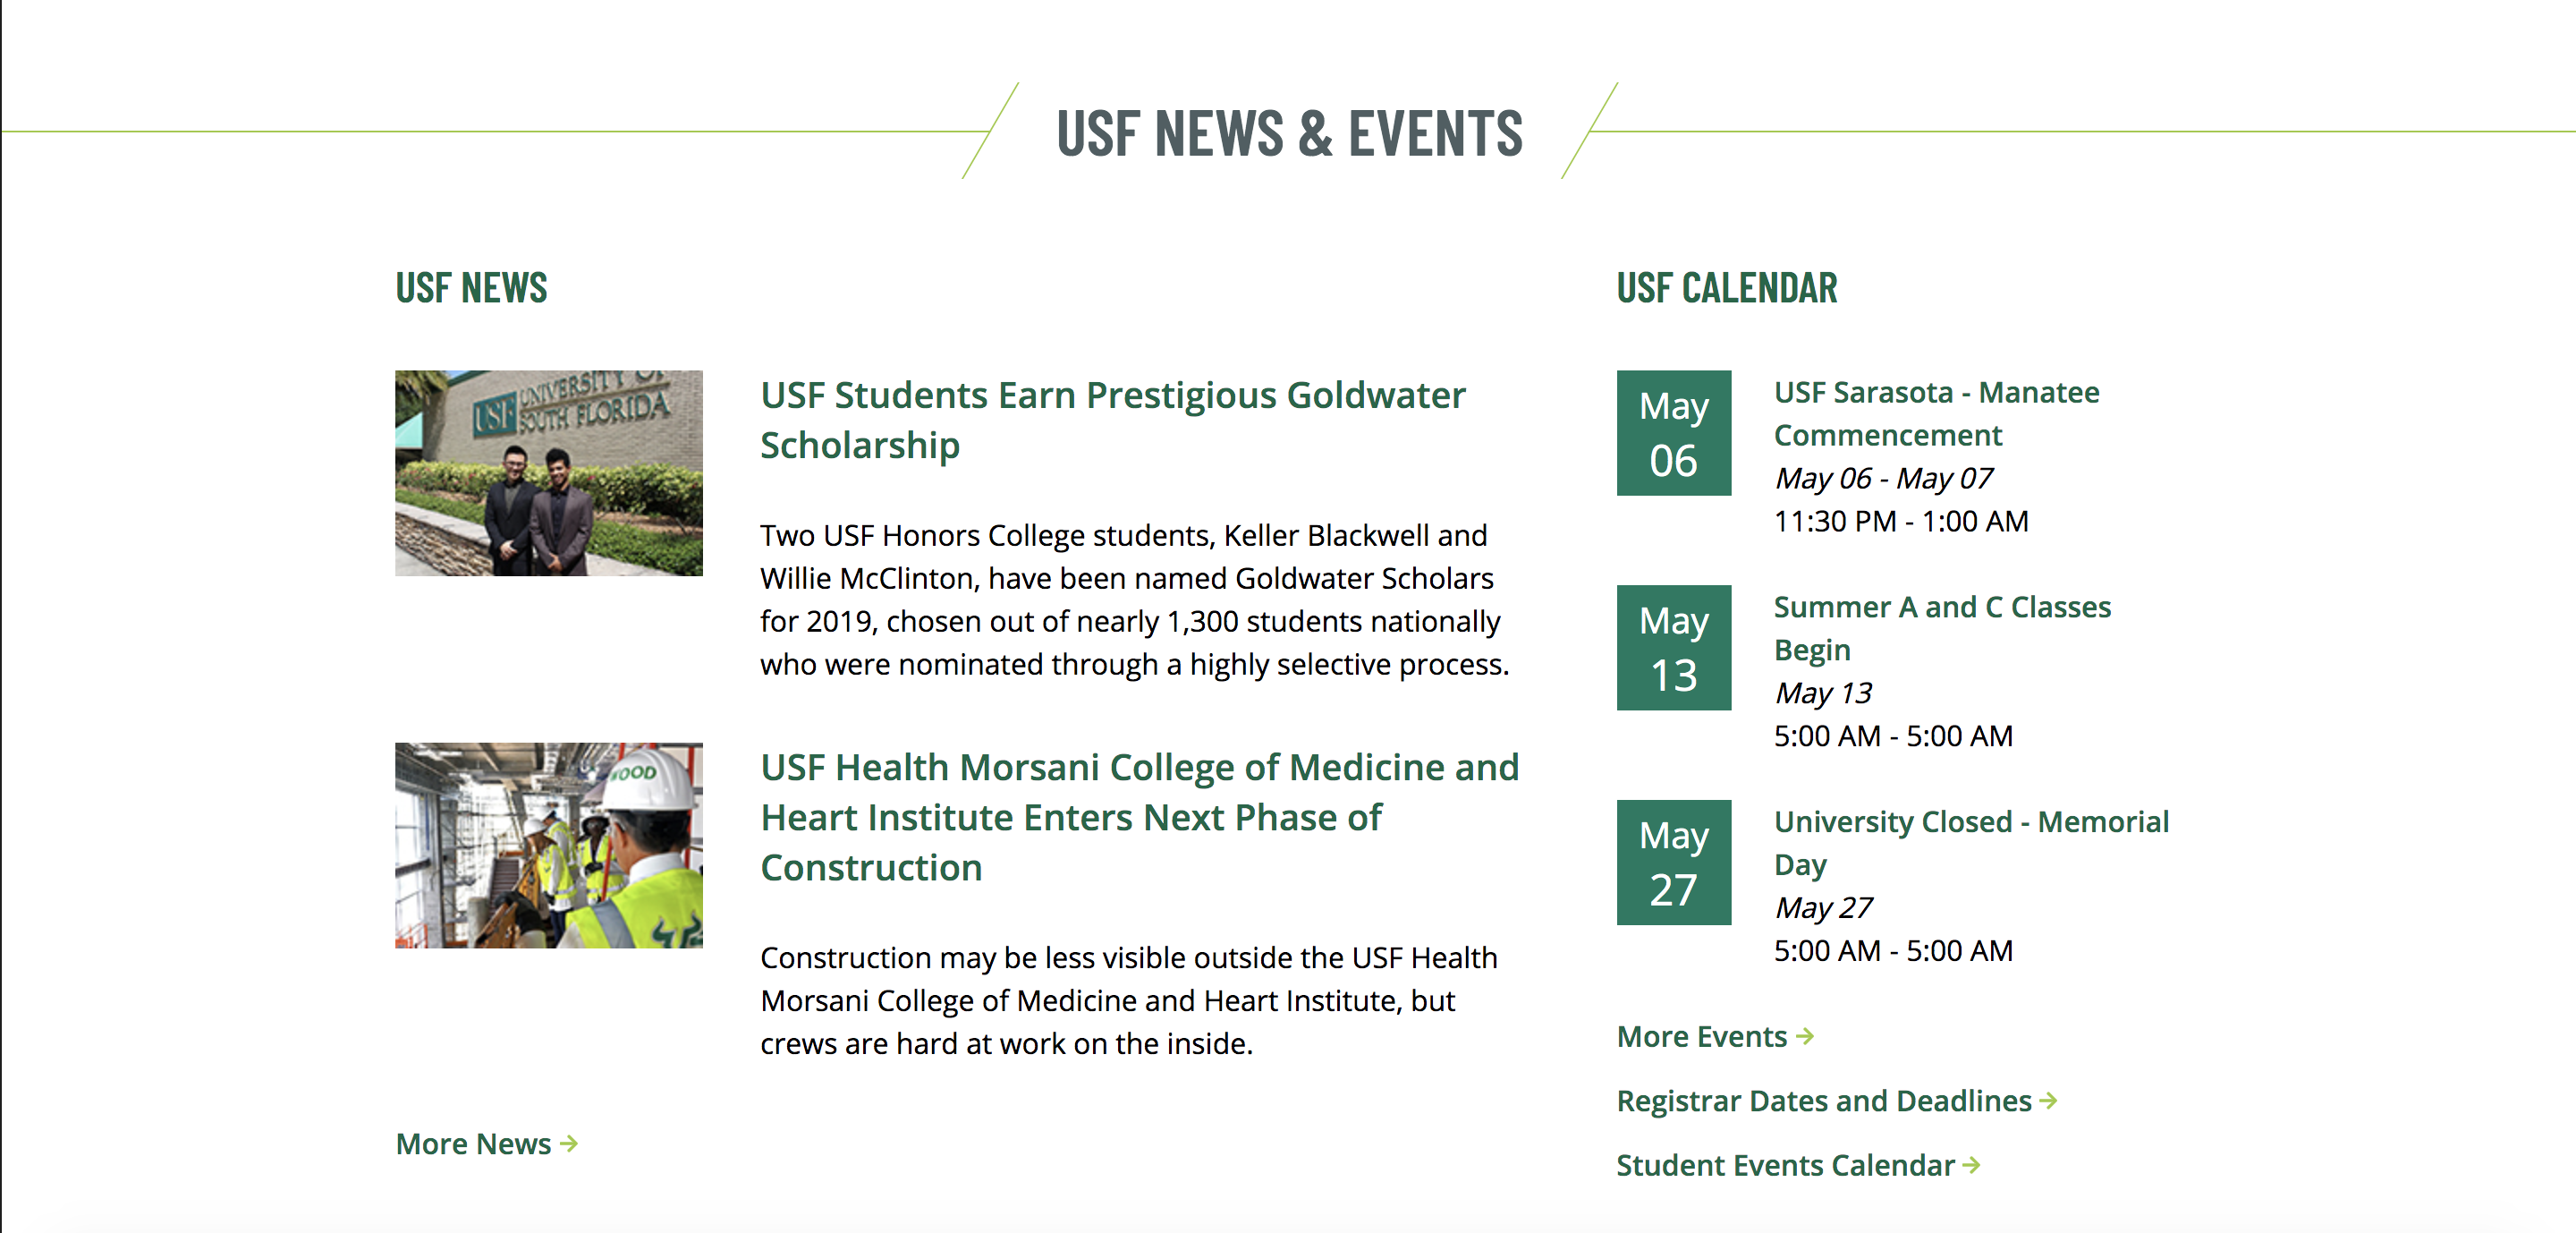 USF NEWS & EVENTS
USF NEWS
UNIVERSITY OF
USF
SOUTH FLORIDA
USF Students Earn Prestigious Goldwater
Scholarship
Two USF Honors College students, Keller Blackwell and
Willie McClinton, have been named Goldwater Scholars
for 2019, chosen out of nearly 1,300 students nationally
who were nominated through a highly selective process.
WOOD
USF Health Morsani College of Medicine and
Heart Institute Enters Next Phase of
Construction
Construction may be less visible outside the USF Health
Morsani College of Medicine and Heart Institute, but
crews are hard at work on the inside.
More News →
USF CALENDAR
May
06
USF Sarasota - Manatee
Commencement
May 06 - May 07
11:30 PM - 1:00 AM
May
13
Summer A and C Classes
Begin
May 13
5:00 AM - 5:00 AM
May
27
University Closed - Memorial
Day
May 27
5:00 AM - 5:00 AM
More Events →
Registrar Dates and Deadlines →
Student Events Calendar →